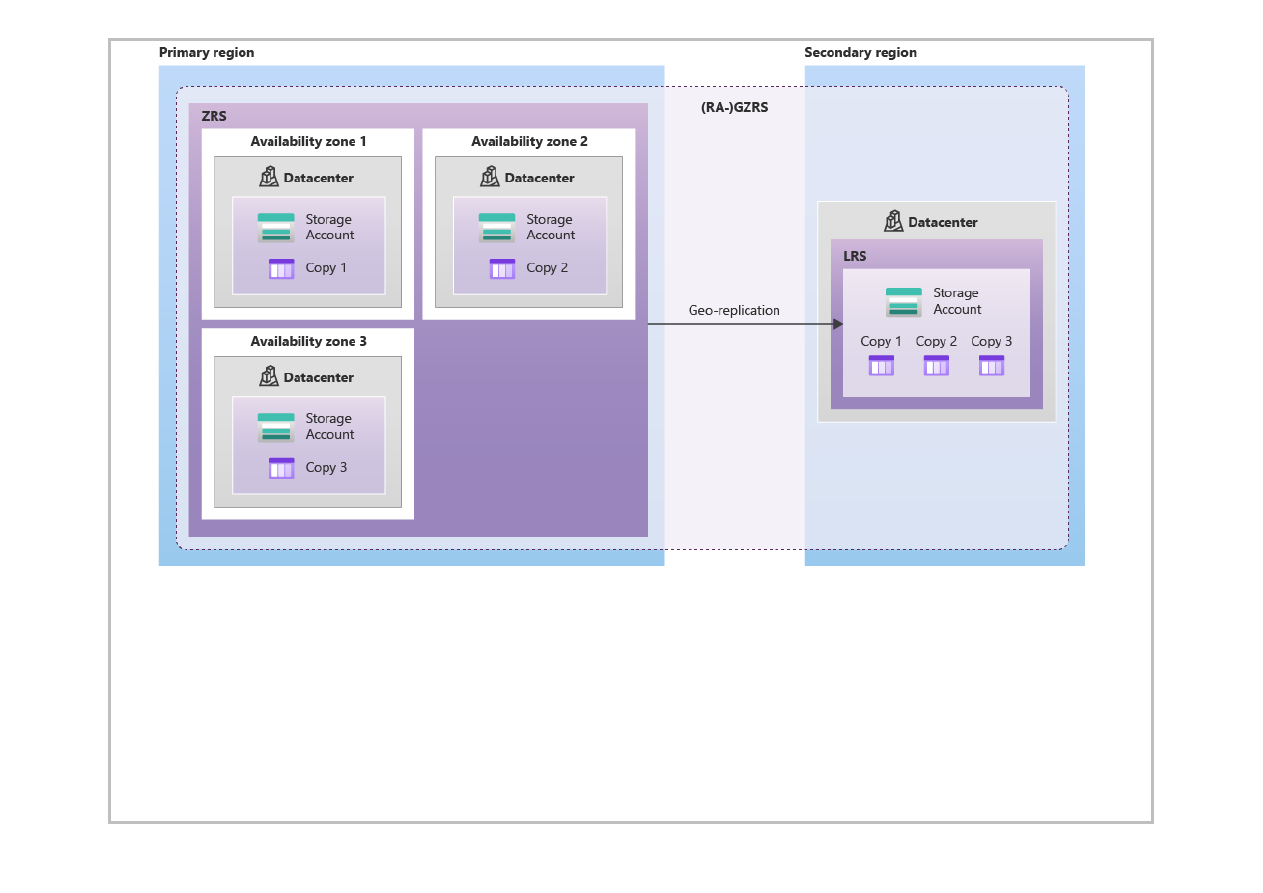 Primary region
Secondary region
(RA-)GZRS
ZRS
Availability zone 1
Datacenter
Storage
Account
Copy 1
Availability zone 2
Datacenter
Storage
Account
Copy 2
Availability zone 3
Datacenter
Storage
Account
Copy 3
Geo-replication
Datacenter
LRS
Storage
Account
Copy 1 Copy 2 Copy 3